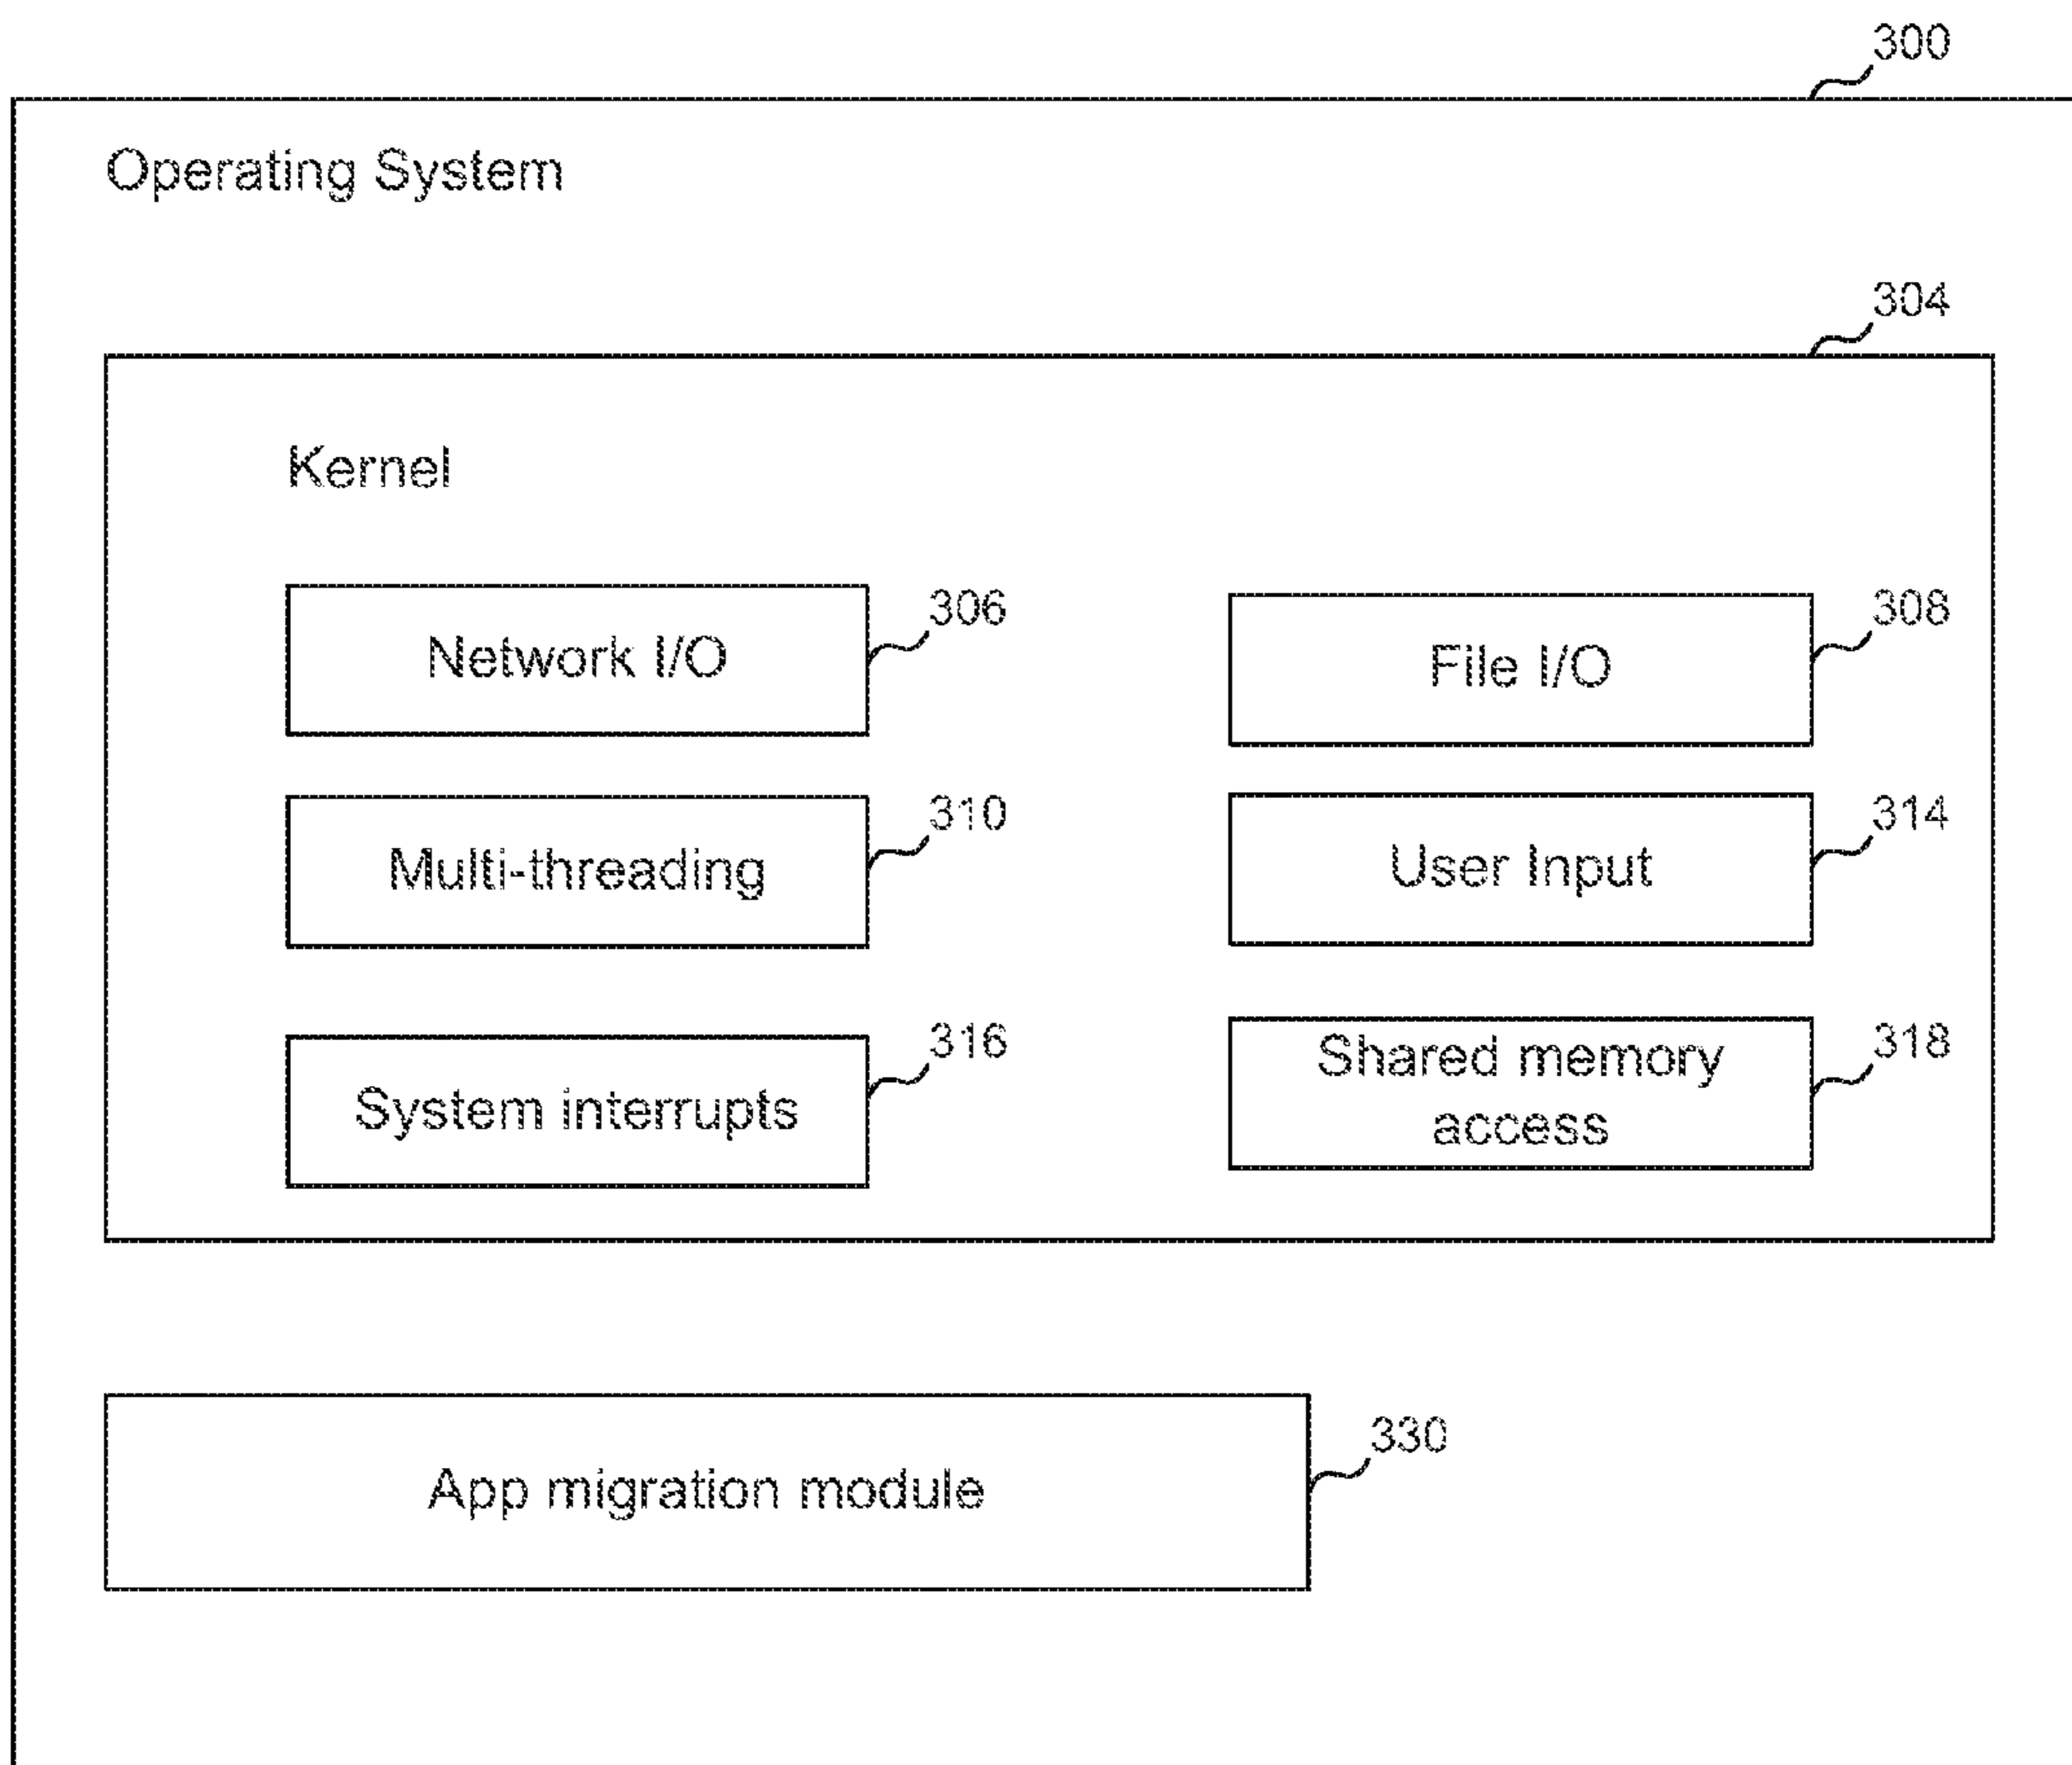 300
Operating System
304
Kernel
306
Network I/O
308
File I/O
310
Multi-threading
314
User Input
316
System interrupts
318
Shared memory
access
330
App migration module